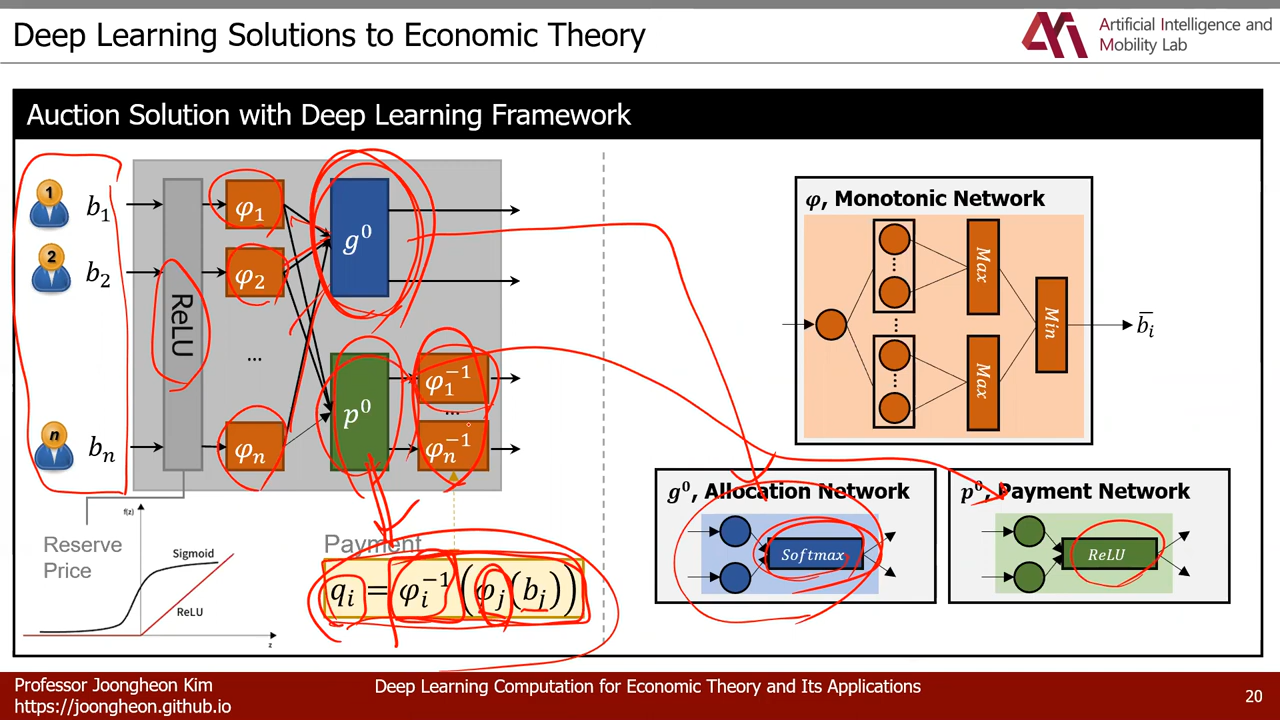 Deep Learning Solutions to Economic Theory
Artificial Intelligence and
Mobility Lab
Auction Solution with Deep Learning Framework
1
b₁
2
b₂
n
bₙ
ReLU
φ₁
φ₂
...
φₙ
g⁰
p⁰
φ₁⁻¹
...
φₙ⁻¹
Reserve
Price
f(z)
Sigmoid
ReLU
z
Payment
qᵢ = φᵢ⁻¹(φⱼ(bⱼ))
φ, Monotonic Network
Max
Max
Min
b̅ᵢ
g⁰, Allocation Network
Softmax
p⁰, Payment Network
ReLU
Professor Joongheon Kim
https://joongheon.github.io
Deep Learning Computation for Economic Theory and Its Applications
20